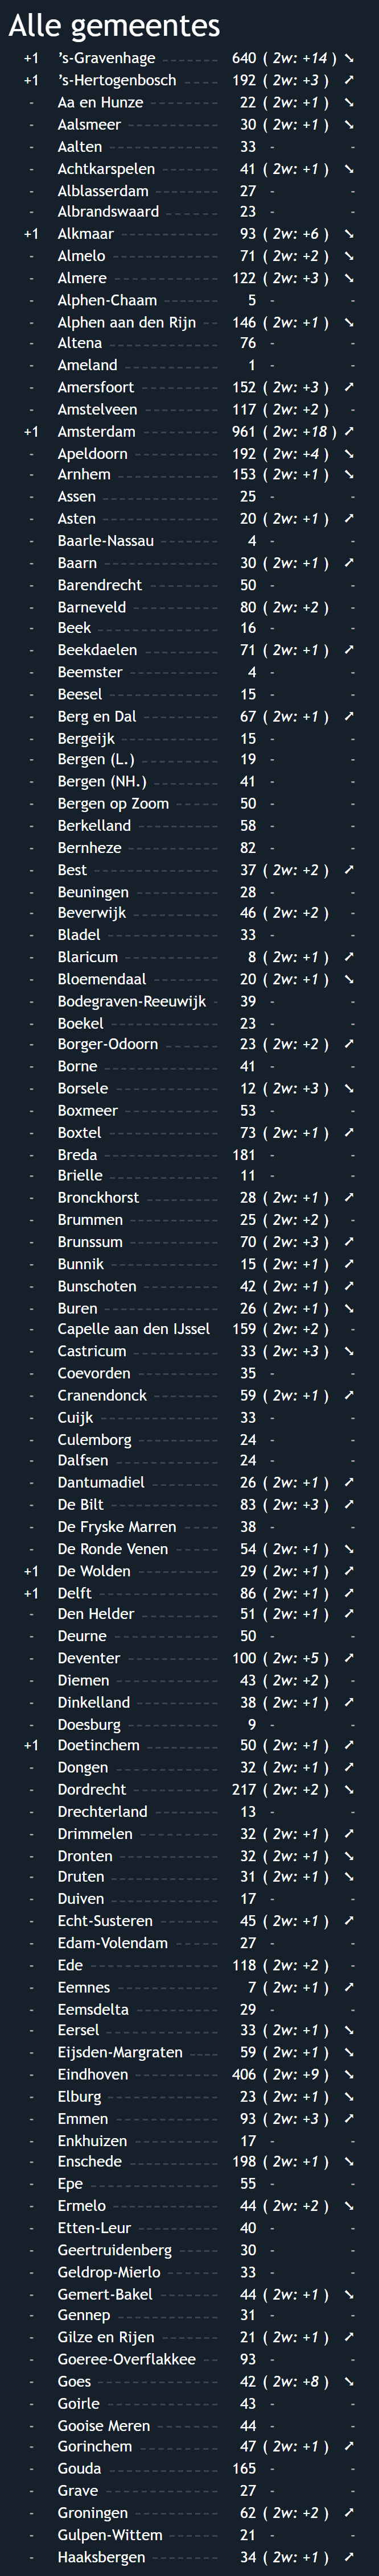 Alle gemeentes
+1 's-Gravenhage 640 ( 2w: +14 ) ➘
+1 's-Hertogenbosch 192 ( 2w: +3 ) ➚
- Aa en Hunze 22 ( 2w: +1 ) ➘
- Aalsmeer 30 ( 2w: +1 ) ➘
- Aalten 33 - -
- Achtkarspelen 41 ( 2w: +1 ) ➘
- Alblasserdam 27 - -
- Albrandswaard 23 - -
+1 Alkmaar 93 ( 2w: +6 ) ➘
- Almelo 71 ( 2w: +2 ) ➘
- Almere 122 ( 2w: +3 ) ➘
- Alphen-Chaam 5 - -
- Alphen aan den Rijn 146 ( 2w: +1 ) ➘
- Altena 76 - -
- Ameland 1 - -
- Amersfoort 152 ( 2w: +3 ) ➚
- Amstelveen 117 ( 2w: +2 ) -
+1 Amsterdam 961 ( 2w: +18 ) ➚
- Apeldoorn 192 ( 2w: +4 ) ➘
- Arnhem 153 ( 2w: +1 ) ➘
- Assen 25 - -
- Asten 20 ( 2w: +1 ) ➚
- Baarle-Nassau 4 - -
- Baarn 30 ( 2w: +1 ) ➚
- Barendrecht 50 - -
- Barneveld 80 ( 2w: +2 ) -
- Beek 16 - -
- Beekdaelen 71 ( 2w: +1 ) ➚
- Beemster 4 - -
- Beesel 15 - -
- Berg en Dal 67 ( 2w: +1 ) ➚
- Bergeijk 15 - -
- Bergen (L.) 19 - -
- Bergen (NH.) 41 - -
- Bergen op Zoom 50 - -
- Berkelland 58 - -
- Bernheze 82 - -
- Best 37 ( 2w: +2 ) ➚
- Beuningen 28 - -
- Beverwijk 46 ( 2w: +2 ) -
- Bladel 33 - -
- Blaricum 8 ( 2w: +1 ) ➚
- Bloemendaal 20 ( 2w: +1 ) ➘
- Bodegraven-Reeuwijk 39 - -
- Boekel 23 - -
- Borger-Odoorn 23 ( 2w: +2 ) ➚
- Borne 41 - -
- Borsele 12 ( 2w: +3 ) ➘
- Boxmeer 53 - -
- Boxtel 73 ( 2w: +1 ) ➚
- Breda 181 - -
- Brielle 11 - -
- Bronckhorst 28 ( 2w: +1 ) ➚
- Brummen 25 ( 2w: +2 ) -
- Brunssum 70 ( 2w: +3 ) ➚
- Bunnik 15 ( 2w: +1 ) ➚
- Bunschoten 42 ( 2w: +1 ) ➚
- Buren 26 ( 2w: +1 ) ➘
- Capelle aan den IJssel 159 ( 2w: +2 ) -
- Castricum 33 ( 2w: +3 ) ➘
- Coevorden 35 - -
- Cranendonck 59 ( 2w: +1 ) ➚
- Cuijk 33 - -
- Culemborg 24 - -
- Dalfsen 24 - -
- Dantumadiel 26 ( 2w: +1 ) ➚
- De Bilt 83 ( 2w: +3 ) ➚
- De Fryske Marren 38 - -
- De Ronde Venen 54 ( 2w: +1 ) ➘
+1 De Wolden 29 ( 2w: +1 ) ➚
+1 Delft 86 ( 2w: +1 ) ➚
- Den Helder 51 ( 2w: +1 ) ➚
- Deurne 50 - -
- Deventer 100 ( 2w: +5 ) ➚
- Diemen 43 ( 2w: +2 ) -
- Dinkelland 38 ( 2w: +1 ) ➚
- Doesburg 9 - -
+1 Doetinchem 50 ( 2w: +1 ) ➚
- Dongen 32 ( 2w: +1 ) ➚
- Dordrecht 217 ( 2w: +2 ) ➘
- Drechterland 13 - -
- Drimmelen 32 ( 2w: +1 ) ➚
- Dronten 32 ( 2w: +1 ) ➘
- Druten 31 ( 2w: +1 ) ➘
- Duiven 17 - -
- Echt-Susteren 45 ( 2w: +1 ) ➚
- Edam-Volendam 27 - -
- Ede 118 ( 2w: +2 ) -
- Eemnes 7 ( 2w: +1 ) ➚
- Eemsdelta 29 - -
- Eersel 33 ( 2w: +1 ) ➘
- Eijsden-Margraten 59 ( 2w: +1 ) ➘
- Eindhoven 406 ( 2w: +9 ) ➘
- Elburg 23 ( 2w: +1 ) ➘
- Emmen 93 ( 2w: +3 ) ➚
- Enkhuizen 17 - -
- Enschede 198 ( 2w: +1 ) ➘
- Epe 55 - -
- Ermelo 44 ( 2w: +2 ) ➘
- Etten-Leur 40 - -
- Geertruidenberg 30 - -
- Geldrop-Mierlo 33 - -
- Gemert-Bakel 44 ( 2w: +1 ) ➘
- Gennep 31 - -
- Gilze en Rijen 21 ( 2w: +1 ) ➚
- Goeree-Overflakkee 93 - -
- Goes 42 ( 2w: +8 ) ➘
- Goirle 43 - -
- Gooise Meren 44 - -
- Gorinchem 47 ( 2w: +1 ) ➚
- Gouda 165 - -
- Grave 27 - -
- Groningen 62 ( 2w: +2 ) ➚
- Gulpen-Wittem 21 - -
- Haaksbergen 34 ( 2w: +1 ) ➚